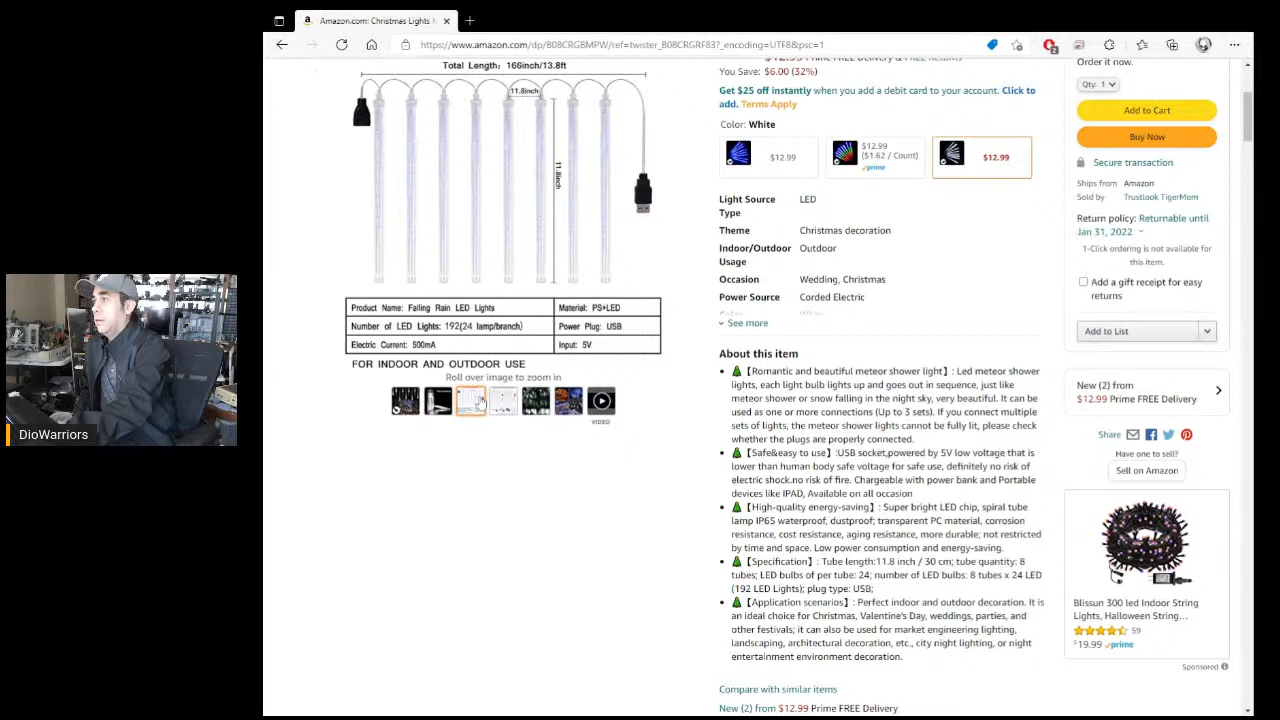 Amazon.com: Christmas Lights
https://www.amazon.com/dp/B08CRGBMPW/ref=twister_B08CRGRF83?_encoding=UTF8&psc=1
Total Length: 166inch/13.8ft
11.8inch
11.8inch
Product Name: Falling Rain LED Lights
Material: PS+LED
Number of LED Lights: 192(24 lamp/branch)
Power Plug: USB
Electric Current: 500mA
Input: 5V
FOR INDOOR AND OUTDOOR USE
Roll over image to zoom in
VIDEO
DioWarriors
$12.99 Prime FREE Delivery & FREE Returns
You Save: $6.00 (32%)
Get $25 off instantly when you add a debit card to your account. Click to
add. Terms Apply
Color: White
$12.99
$12.99
($1.62 / Count)
prime
$12.99
Light Source
Type
LED
Theme
Christmas decoration
Indoor/Outdoor
Usage
Outdoor
Occasion
Wedding, Christmas
Power Source
Corded Electric
See more
About this item
• 🎄【Romantic and beautiful meteor shower light】: Led meteor shower
lights, each light bulb lights up and goes out in sequence, just like
meteor shower or snow falling in the night sky, very beautiful. It can be
used as one or more connections (Up to 3 sets). If you connect multiple
sets of lights, the meteor shower lights cannot be fully lit, please check
whether the plugs are properly connected.
• 🎄【Safe&easy to use】:USB socket,powered by 5V low voltage that is
lower than human body safe voltage for safe use, definitely no risk of
electric shock.no risk of fire. Chargeable with power bank and Portable
devices like IPAD, Available on all occasion
• 🎄【High-quality energy-saving】: Super bright LED chip, spiral tube
lamp IP65 waterproof, dustproof; transparent PC material, corrosion
resistance, cost resistance, aging resistance, more durable; not restricted
by time and space. Low power consumption and energy-saving.
• 🎄【Specification】: Tube length:11.8 inch / 30 cm; tube quantity: 8
tubes; LED bulbs of per tube: 24; number of LED bulbs: 8 tubes x 24 LED
(192 LED Lights); plug type: USB;
• 🎄【Application scenarios】: Perfect indoor and outdoor decoration. It is
an ideal choice for Christmas, Valentine's Day, weddings, parties, and
other festivals; it can also be used for market engineering lighting,
landscaping, architectural decoration, etc., city night lighting, or night
entertainment environment decoration.
Compare with similar items
New (2) from $12.99 Prime FREE Delivery
Order it now.
Qty: 1
Add to Cart
Buy Now
Secure transaction
Ships from Amazon
Sold by Trustlook TigerMom
Return policy: Returnable until
Jan 31, 2022
1-Click ordering is not available for
this item.
Add a gift receipt for easy
returns
Add to List
New (2) from
$12.99 Prime FREE Delivery
Share
Have one to sell?
Sell on Amazon
Blissun 300 led Indoor String
Lights, Halloween String...
59
$19.99 prime
Sponsored